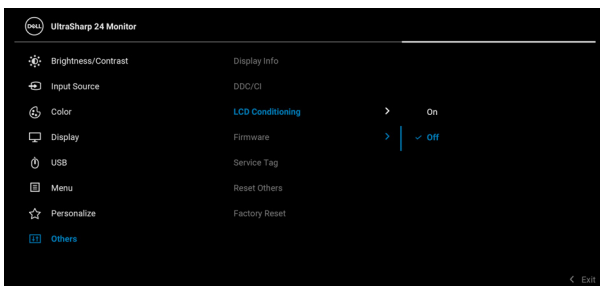 DELL UltraSharp 24 Monitor
Brightness/Contrast Display Info
Input Source DDC/CI
Color LCD Conditioning > On
Display Firmware > ✓ Off
USB Service Tag
Menu Reset Others
Personalize Factory Reset
Others
< Exit